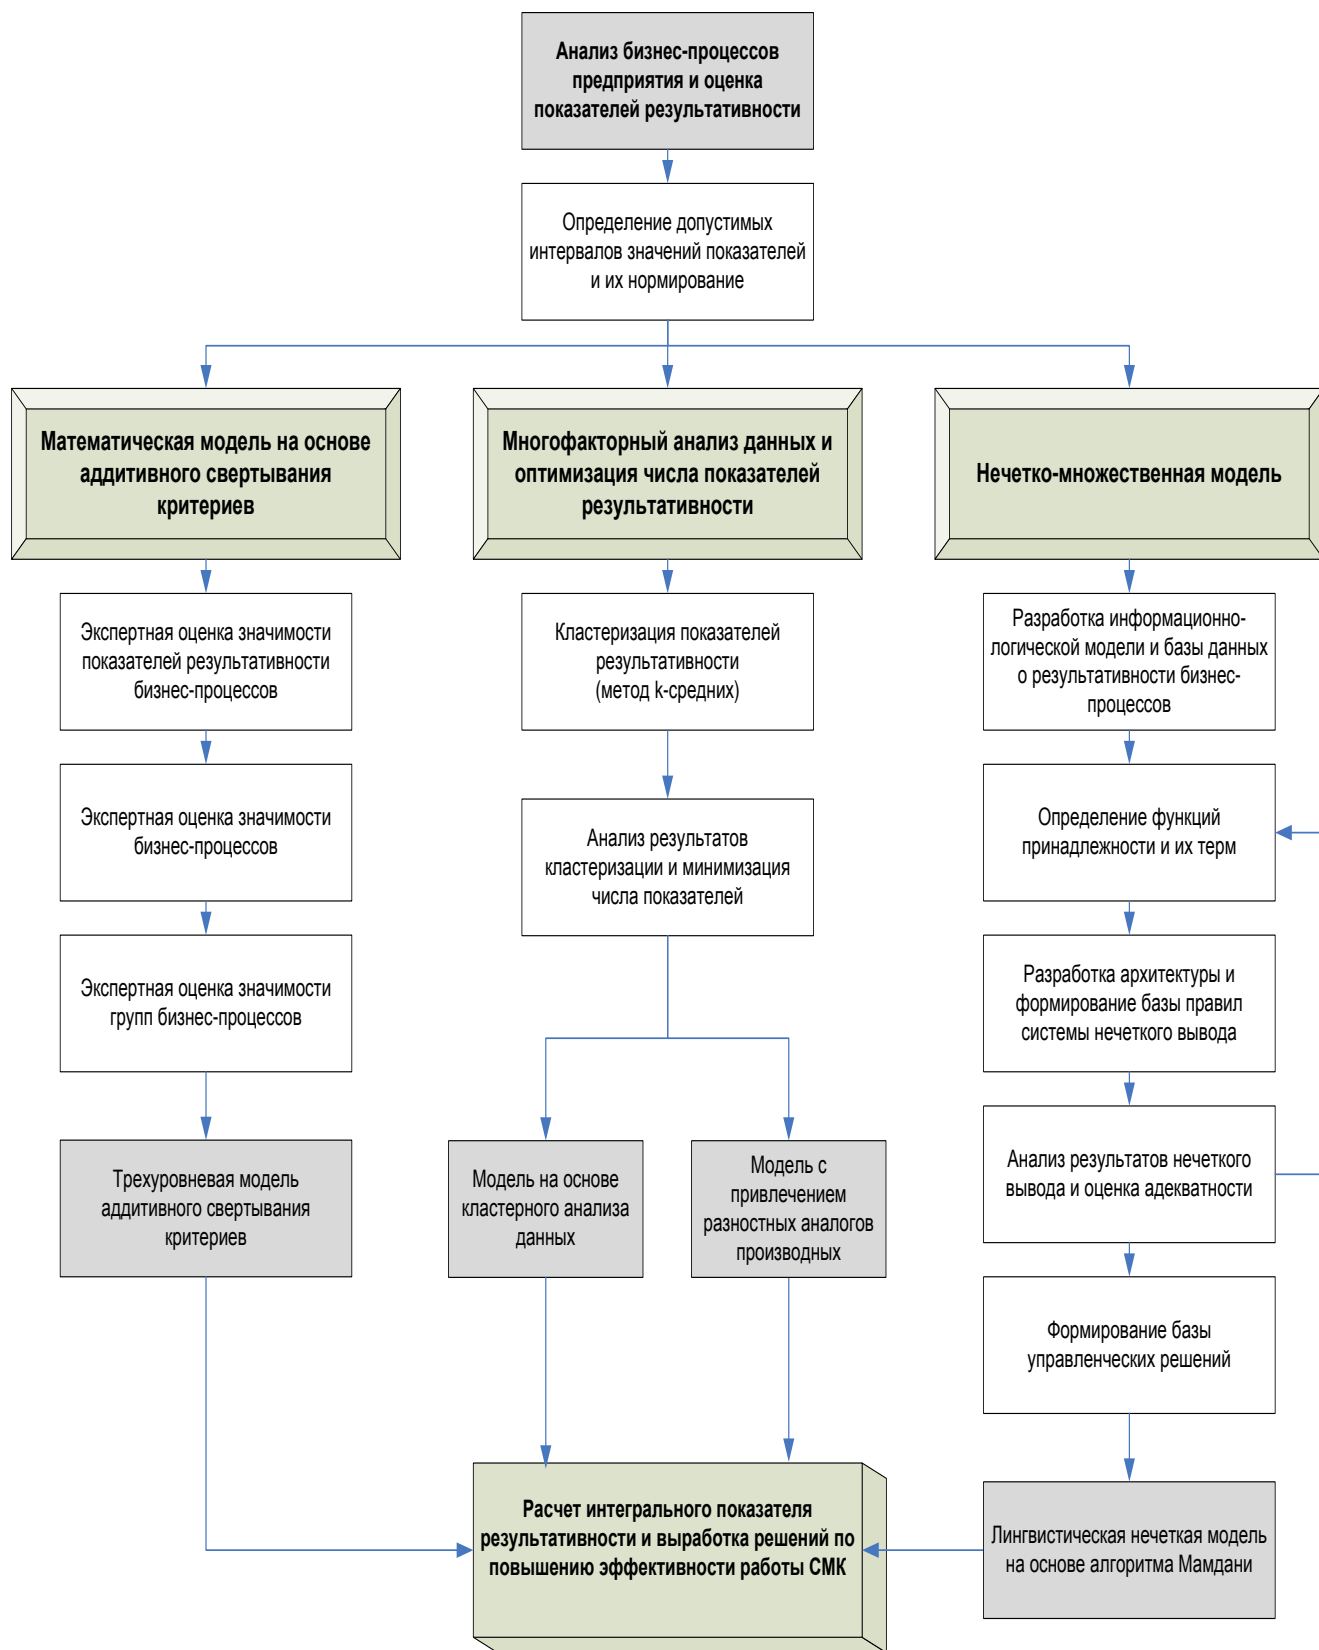 Анализ бизнес-процессов
предприятия и оценка
показателей результативности
Определение допустимых
интервалов значений показателей
и их нормирование
Математическая модель на основе
аддитивного свертывания
критериев
Многофакторный анализ данных и
оптимизация числа показателей
результативности
Нечетко-множественная модель
Экспертная оценка значимости
показателей результативности
бизнес-процессов
Кластеризация показателей
результативности
(метод k-средних)
Разработка информационно-
логической модели и базы данных
о результативности бизнес-
процессов
Экспертная оценка значимости
бизнес-процессов
Анализ результатов
кластеризации и минимизация
числа показателей
Определение функций
принадлежности и их терм
Экспертная оценка значимости
групп бизнес-процессов
Разработка архитектуры и
формирование базы правил
системы нечеткого вывода
Трехуровневая модель
аддитивного свертывания
критериев
Модель на основе
кластерного анализа
данных
Модель с
привлечением
разностных аналогов
производных
Анализ результатов нечеткого
вывода и оценка адекватности
Формирование базы
управленческих решений
Расчет интегрального показателя
результативности и выработка решений по
повышению эффективности работы СМК
Лингвистическая нечеткая модель
на основе алгоритма Мамдани